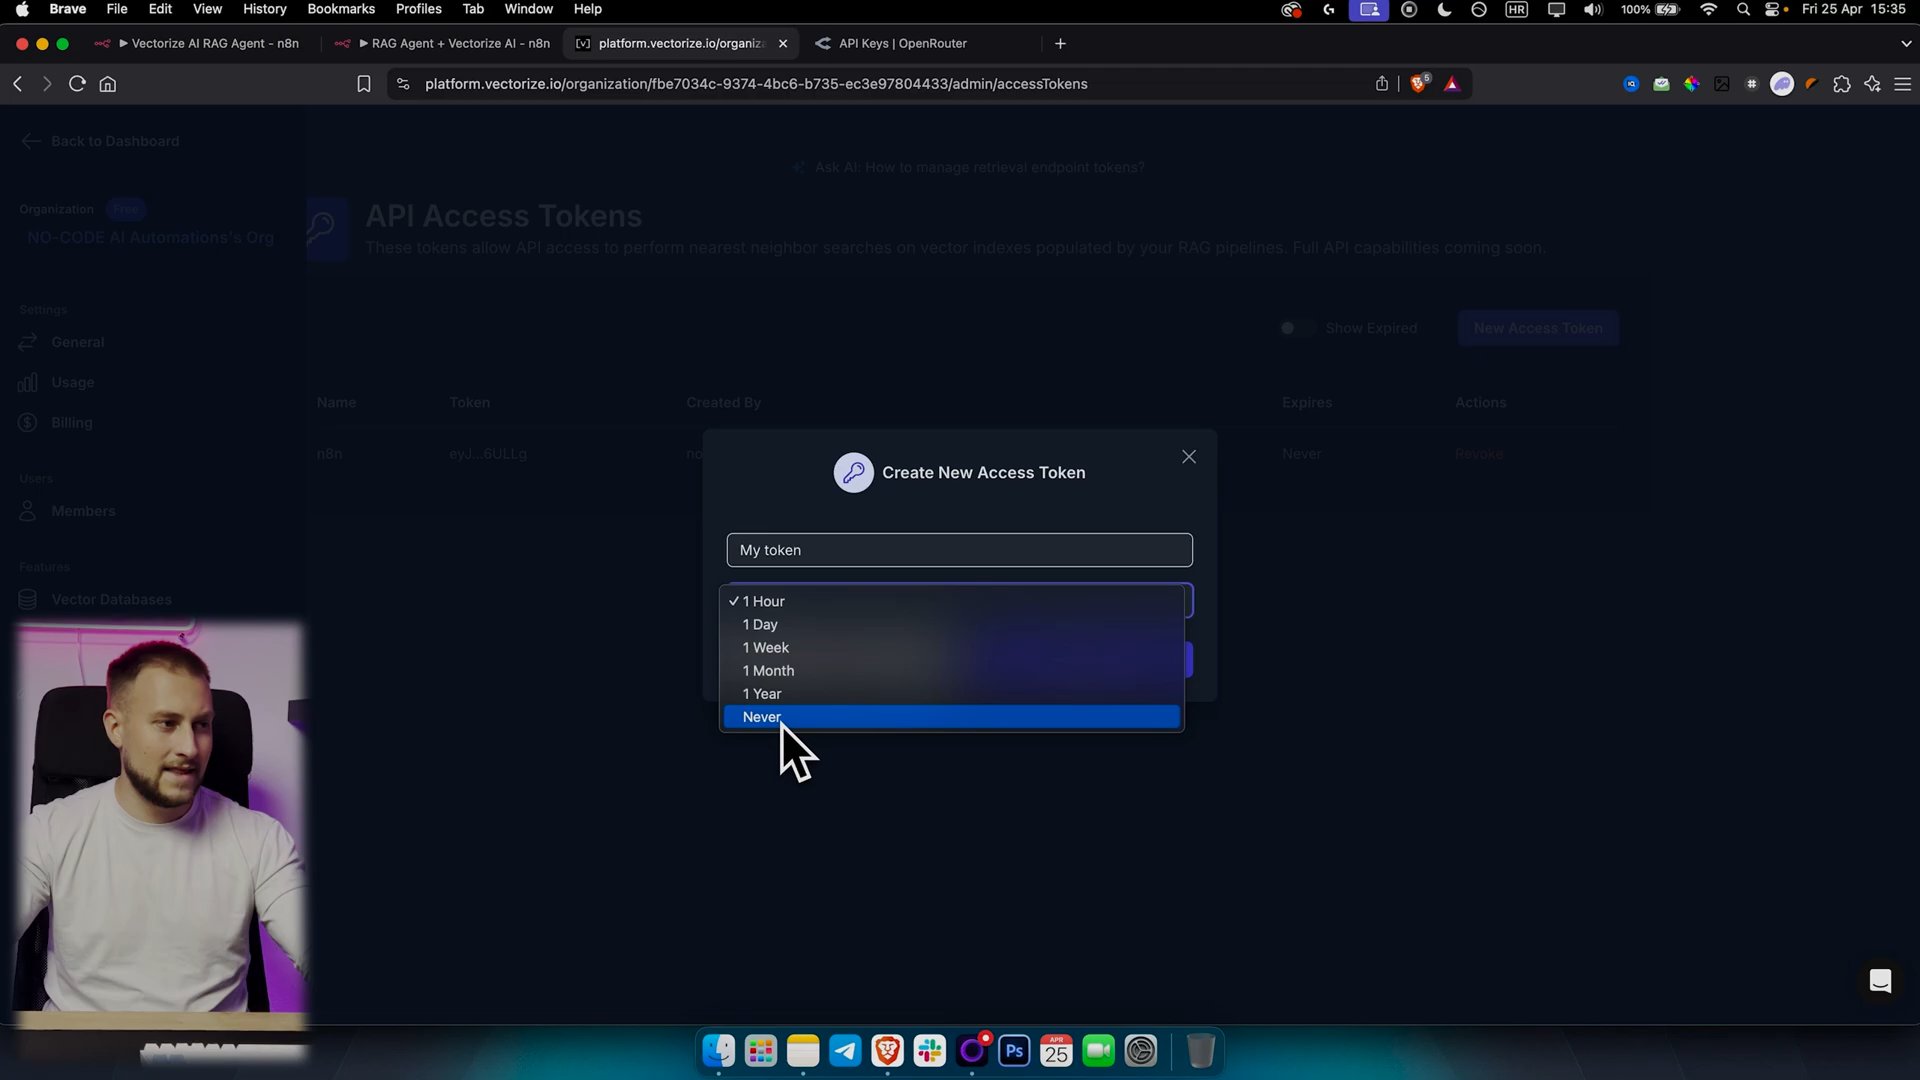 Brave File Edit View History Bookmarks Profiles Tab Window Help HR 100% Fri 25 Apr 15:35
Vectorize AI RAG Agent - n8n
RAG Agent + Vectorize AI - n8n
platform.vectorize.io/organiza
API Keys | OpenRouter
platform.vectorize.io/organization/fbe7034c-9374-4bc6-b735-ec3e97804433/admin/accessTokens
5
Back to Dashboard
Ask AI: How to manage retrieval endpoint tokens?
Organization Free
NO-CODE AI Automations's Org
API Access Tokens
These tokens allow API access to perform nearest neighbor searches on vector indexes populated by your RAG pipelines. Full API capabilities coming soon.
Settings
General
Usage
Billing
Show Expired
New Access Token
Name Token Created By Expires Actions
n8n eyJ...6ULLg no Never Revoke
Users
Members
Features
Vector Databases
Create New Access Token
My token
✓ 1 Hour
1 Day
1 Week
1 Month
1 Year
Never
Ps
APR
25